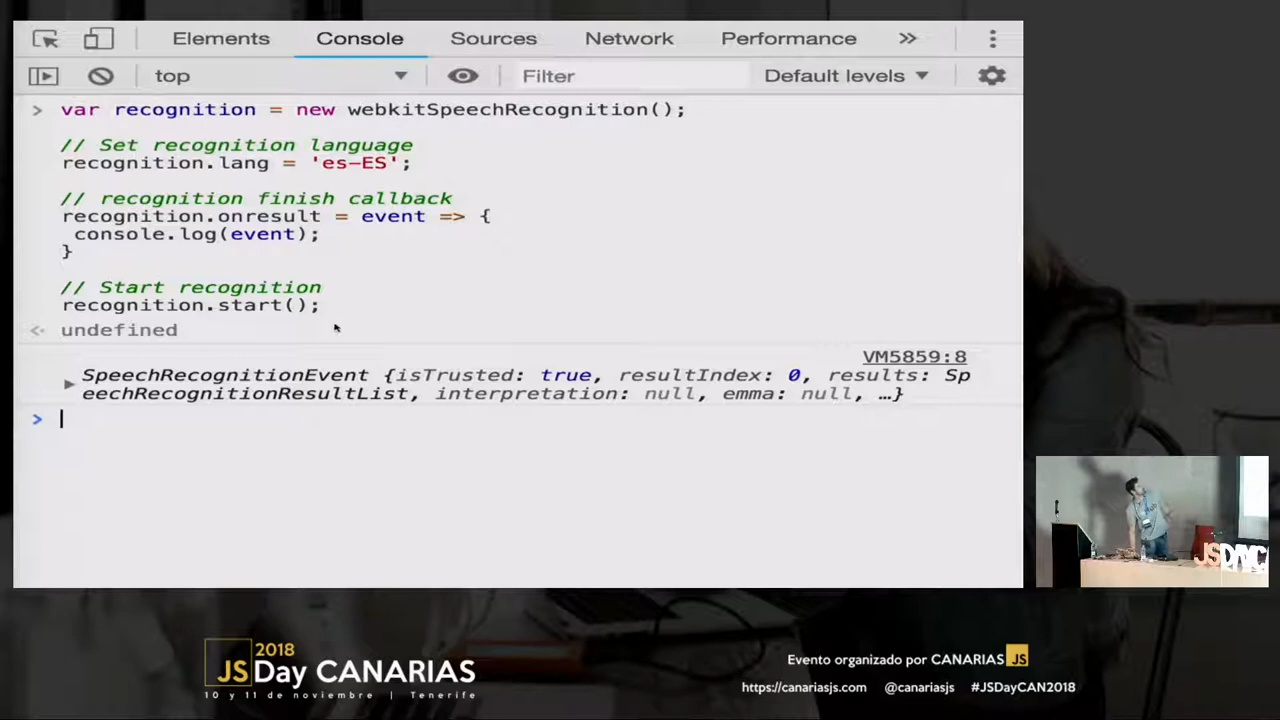 Elements Console Sources Network Performance »
top Filter Default levels
> var recognition = new webkitSpeechRecognition();
// Set recognition language
recognition.lang = 'es-ES';
// recognition finish callback
recognition.onresult = event => {
console.log(event);
}
// Start recognition
recognition.start();
undefined
VM5859:8
SpeechRecognitionEvent {isTrusted: true, resultIndex: 0, results: Sp
eechRecognitionResultList, interpretation: null, emma: null, …}
>
JSDAYC
2018
JSDay CANARIAS
10 y 11 de noviembre | Tenerife
Evento organizado por CANARIAS JS
https://canariasjs.com @canariasjs #JSDayCAN2018